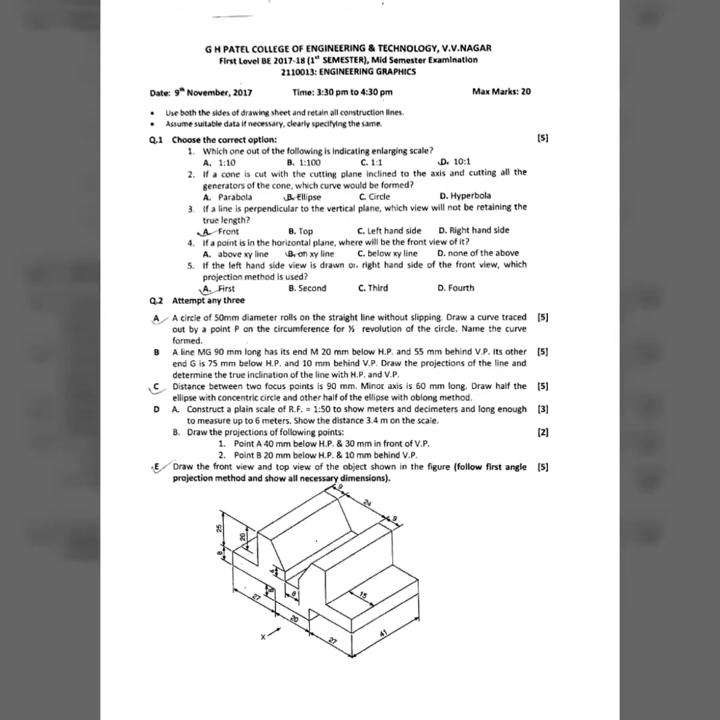 G H PATEL COLLEGE OF ENGINEERING & TECHNOLOGY, V.V.NAGAR
First Level BE 2017-18 (1st SEMESTER), Mid Semester Examination
2110013: ENGINEERING GRAPHICS
Date: 9th November, 2017 Time: 3:30 pm to 4:30 pm Max Marks: 20
• Use both the sides of drawing sheet and retain all construction lines.
• Assume suitable data if necessary, clearly specifying the same.
Q.1 Choose the correct option: [5]
1. Which one out of the following is indicating enlarging scale?
A. 1:10 B. 1:100 C. 1:1 D. 10:1
2. If a cone is cut with the cutting plane inclined to the axis and cutting all the
generators of the cone, which curve would be formed?
A. Parabola B. Ellipse C. Circle D. Hyperbola
3. If a line is perpendicular to the vertical plane, which view will not be retaining the
true length?
A. Front B. Top C. Left hand side D. Right hand side
4. If a point is in the horizontal plane, where will be the front view of it?
A. above xy line B. on xy line C. below xy line D. none of the above
5. If the left hand side view is drawn on right hand side of the front view, which
projection method is used?
A. First B. Second C. Third D. Fourth
Q.2 Attempt any three
A A circle of 50mm diameter rolls on the straight line without slipping. Draw a curve traced [5]
out by a point P on the circumference for ½ revolution of the circle. Name the curve
formed.
B A line MG 90 mm long has its end M 20 mm below H.P. and 55 mm behind V.P. Its other [5]
end G is 75 mm below H.P. and 10 mm behind V.P. Draw the projections of the line and
determine the true inclination of the line with H.P. and V.P.
C Distance between two focus points is 90 mm. Minor axis is 60 mm long. Draw half the [5]
ellipse with concentric circle and other half of the ellipse with oblong method.
D A. Construct a plain scale of R.F. = 1:50 to show meters and decimeters and long enough [3]
to measure up to 6 meters. Show the distance 3.4 m on the scale.
B. Draw the projections of following points: [2]
1. Point A 40 mm below H.P. & 30 mm in front of V.P.
2. Point B 20 mm below H.P. & 10 mm behind V.P.
E Draw the front view and top view of the object shown in the figure (follow first angle [5]
projection method and show all necessary dimensions).
9
24
9
25
20
8
8
15
27
20
27
41
X